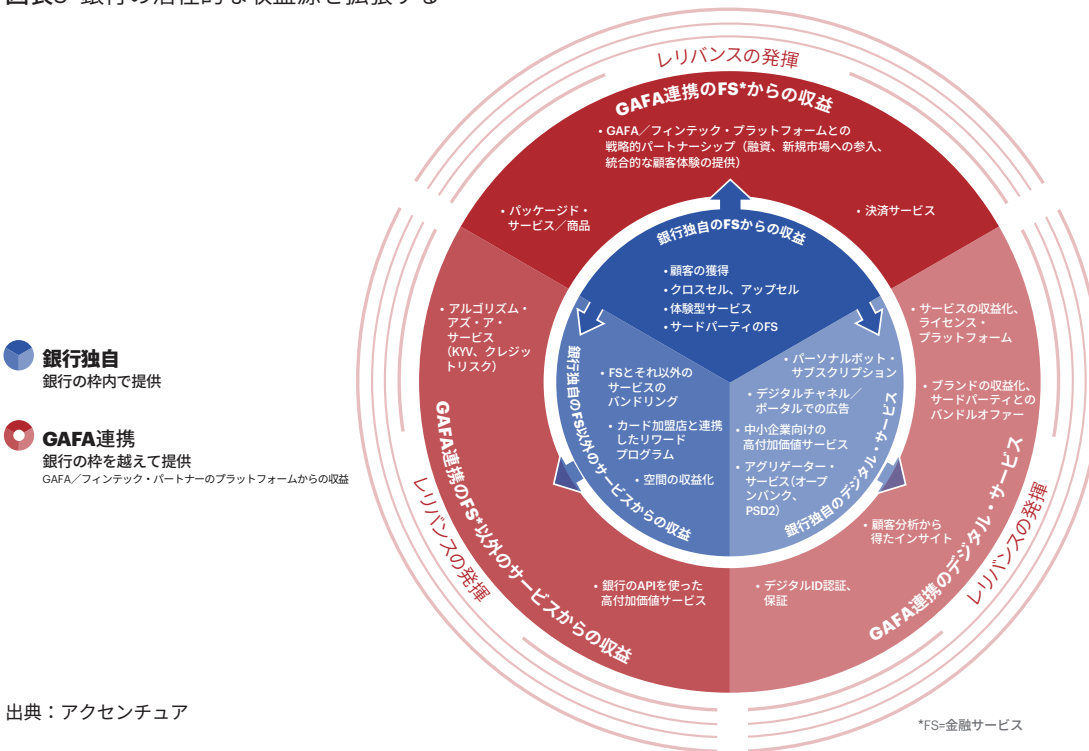 銀行の潜在的な収益源を拡張する
レリバンスの発揮
GAFA連携のFS*からの収益
・GAFA／フィンテック・プラットフォームとの
戦略的パートナーシップ（融資、新規市場への参入、
統合的な顧客体験の提供）
・パッケージド・
サービス／商品
・決済サービス
銀行独自のFSからの収益
・顧客の獲得
・クロスセル、アップセル
・体験型サービス
・サードパーティのFS
・アルゴリズム・
アズ・ア・
サービス
（KYV、クレジッ
トリスク）
・サービスの収益化、
ライセンス・
プラットフォーム
・ブランドの収益化、
サードパーティとの
バンドルオファー
銀行独自のFS以外のサービスからの収益
・FSとそれ以外の
サービスの
バンドリング
・カード加盟店と連携
したリワード
プログラム
・空間の収益化
・パーソナルボット・
サブスクリプション
・デジタルチャネル／
ポータルでの広告
・中小企業向けの
高付加価値サービス
・アグリゲーター・
サービス（オープ
ンバンク、
PSD2）
銀行独自のデジタル・サービス
銀行独自
銀行の枠内で提供
GAFA連携
銀行の枠を越えて提供
GAFA／フィンテック・パートナーのプラットフォームからの収益
GAFA連携のFS*以外のサービスからの収益
レリバンスの発揮
・銀行のAPIを使った
高付加価値サービス
・デジタルID認証、
保証
・顧客分析から
得たインサイト
GAFA連携のデジタル・サービス
レリバンスの発揮
出典：アクセンチュア
*FS=金融サービス